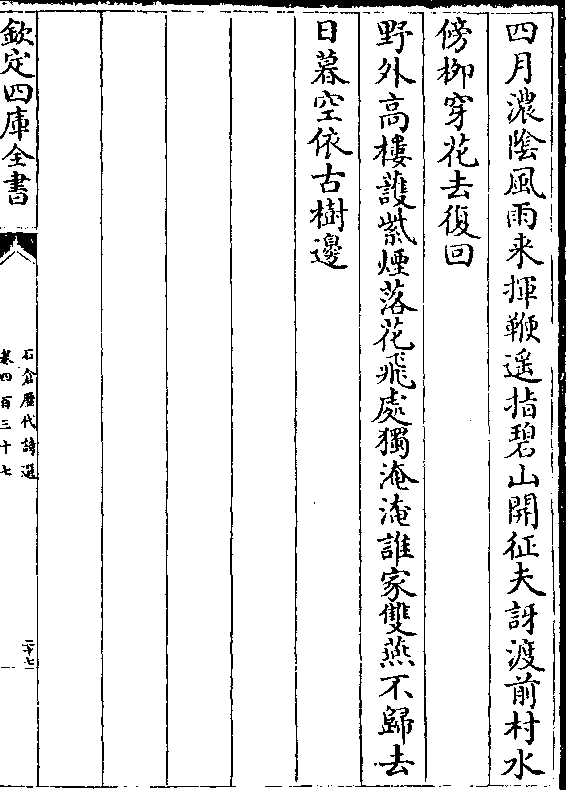 四月濃陰風雨来揮鞭遥指碧山開征夫訝渡前村水
傍柳穿花去復回
野外高樓護紫煙落花飛處獨淹淹誰家雙燕不歸去
日暮空依古樹邊
欽定四庫全書
石倉歷代詩選
卷四百三十七
二十七